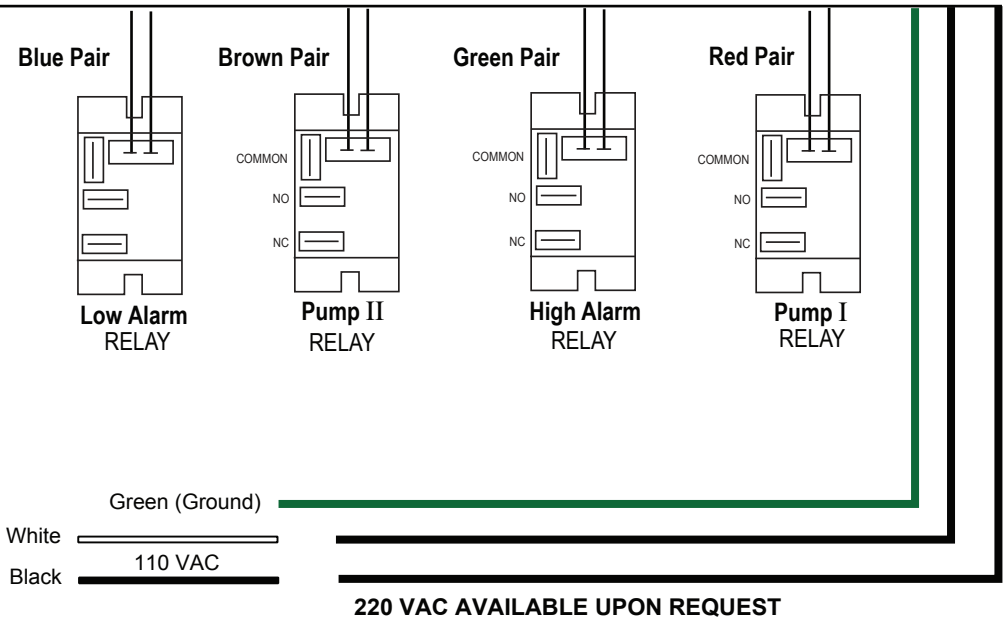 Blue Pair
Brown Pair
Green Pair
Red Pair
COMMON
COMMON
COMMON
NO
NO
NO
NC
NC
NC
Low Alarm
RELAY
Pump II
RELAY
High Alarm
RELAY
Pump I
RELAY
Green (Ground)
White
110 VAC
Black
220 VAC AVAILABLE UPON REQUEST